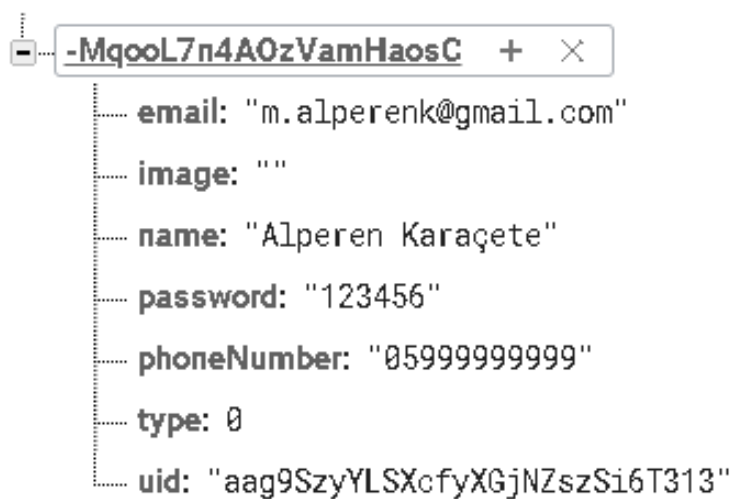 -MqooL7n4AOzVamHaosC + ×
email: "m.alperenk@gmail.com"
image: ""
name: "Alperen Karaçete"
password: "123456"
phoneNumber: "05999999999"
type: 0
uid: "aag9SzyYLSXcfyXGjNZszSi6T313"